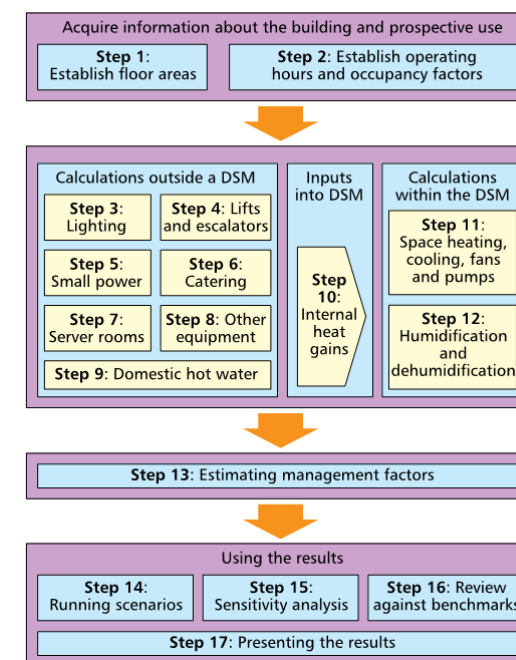 Acquire information about the building and prospective use
Step 1:
Establish floor areas
Step 2: Establish operating
hours and occupancy factors
Calculations outside a DSM
Step 3:
Lighting
Step 4: Lifts
and escalators
Step 5:
Small power
Step 6:
Catering
Step 7:
Server rooms
Step 8: Other
equipment
Step 9: Domestic hot water
Inputs
into DSM
Step
10:
Internal
heat
gains
Calculations
within the DSM
Step 11:
Space heating,
cooling, fans
and pumps
Step 12:
Humidification
and
dehumidification
Step 13: Estimating management factors
Using the results
Step 14:
Running scenarios
Step 15:
Sensitivity analysis
Step 16: Review
against benchmarks
Step 17: Presenting the results